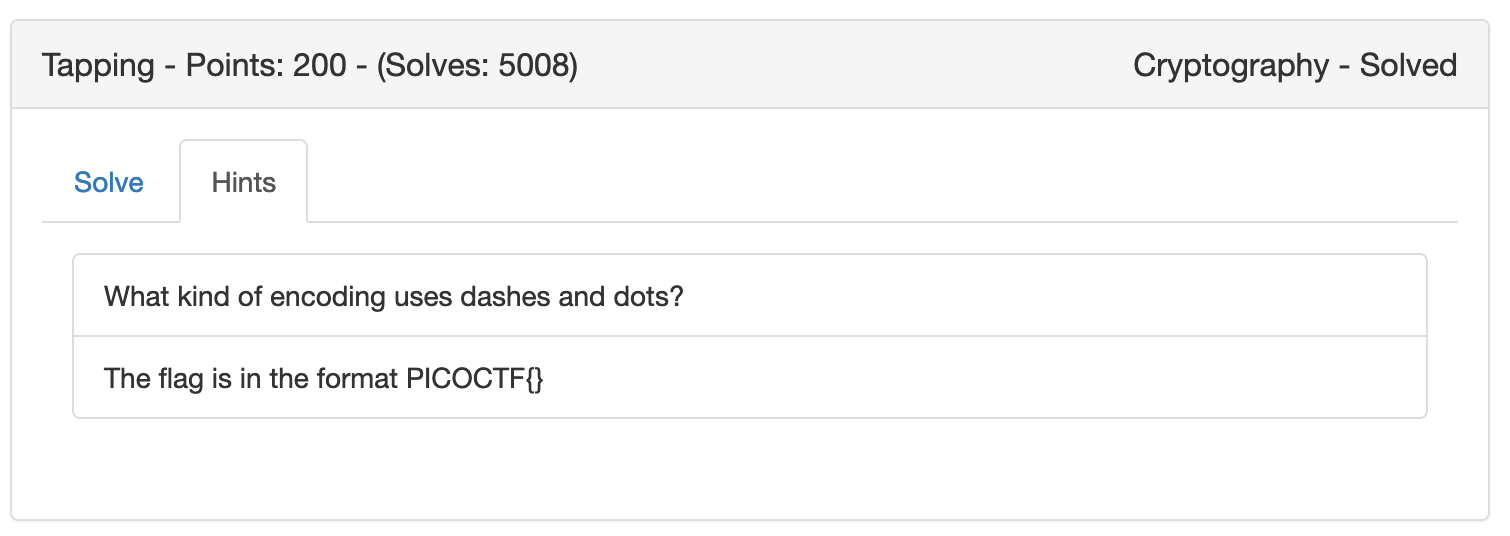 Tapping - Points: 200 - (Solves: 5008)
Cryptography - Solved
Solve
Hints
What kind of encoding uses dashes and dots?
The flag is in the format PICOCTF{}